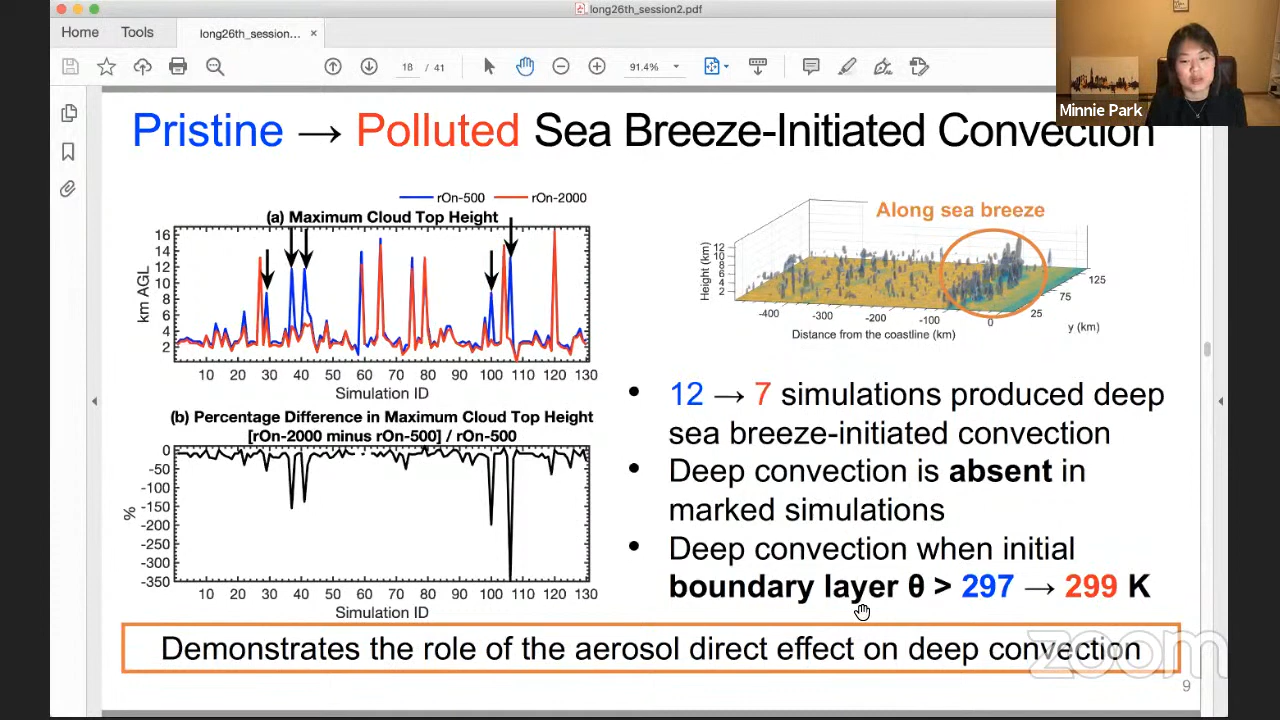 long26th_session2.pdf
Home Tools long26th_session... ×
18 / 41 91.4%
Minnie Park
Pristine → Polluted Sea Breeze-Initiated Convection
rOn-500 rOn-2000
(a) Maximum Cloud Top Height
16
14
12
10
8
6
4
2
km AGL
10 20 30 40 50 60 70 80 90 100 110 120 130
Simulation ID
(b) Percentage Difference in Maximum Cloud Top Height
[rOn-2000 minus rOn-500] / rOn-500
0
-50
-100
-150
-200
-250
-300
-350
%
10 20 30 40 50 60 70 80 90 100 110 120 130
Simulation ID
Along sea breeze
Height (km)
12
10
8
6
4
2
-400 -300 -200 -100 0
25 75 125
Distance from the coastline (km)
y (km)
• 12 → 7 simulations produced deep
sea breeze-initiated convection
• Deep convection is absent in
marked simulations
• Deep convection when initial
boundary layer θ > 297 → 299 K
Demonstrates the role of the aerosol direct effect on deep convection
zoom
9